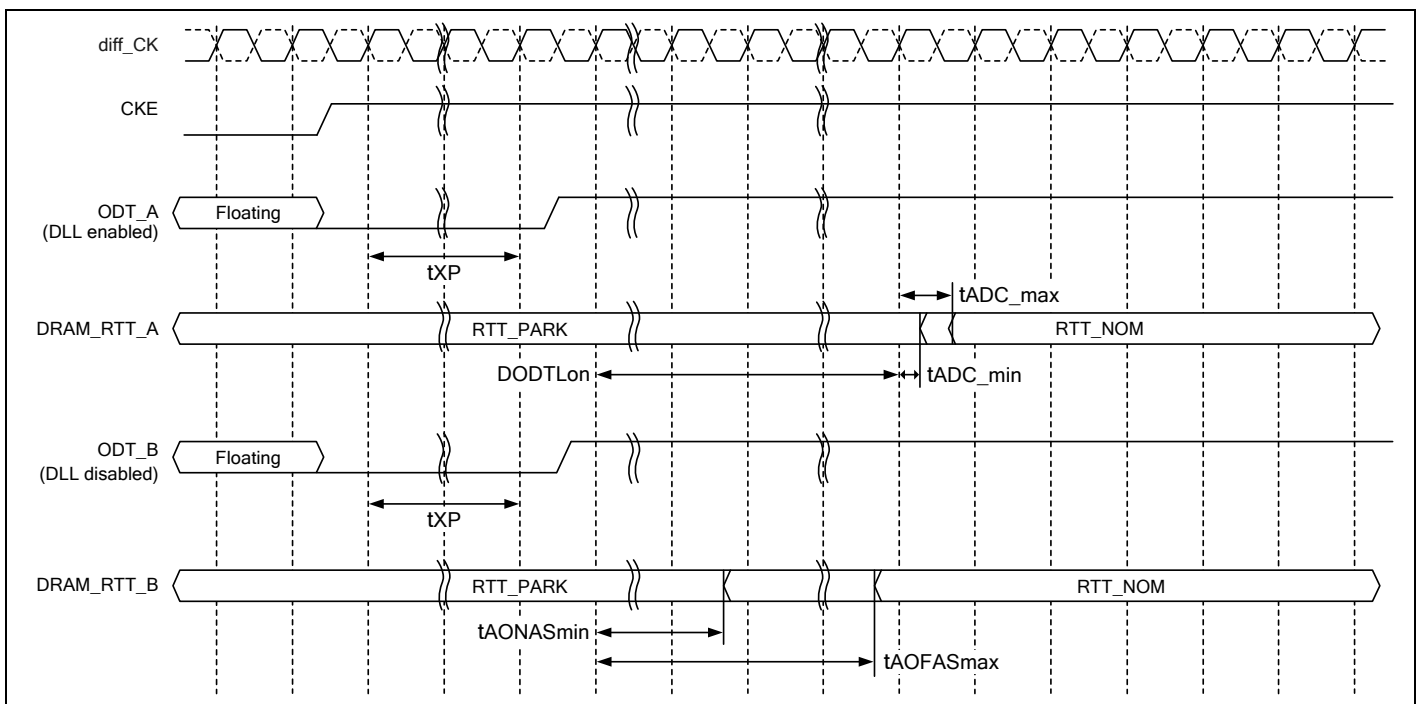 diff_CK
CKE
ODT_A
(DLL enabled)
Floating
tXP
tADC_max
DRAM_RTT_A
RTT_PARK
RTT_NOM
DODTLon
tADC_min
ODT_B
(DLL disabled)
Floating
tXP
DRAM_RTT_B
RTT_PARK
RTT_NOM
tAONASmin
tAOFASmax